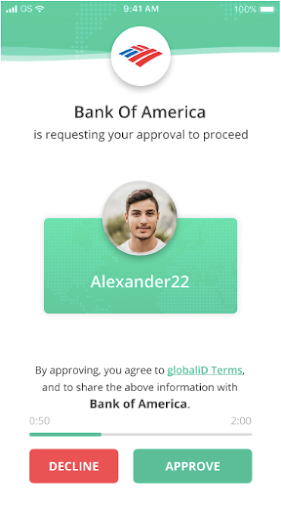 GS 9:41 AM 100%
Bank Of America
is requesting your approval to proceed
Alexander22
By approving, you agree to globaliD Terms,
and to share the above information with
Bank of America.
0:50 2:00
DECLINE APPROVE